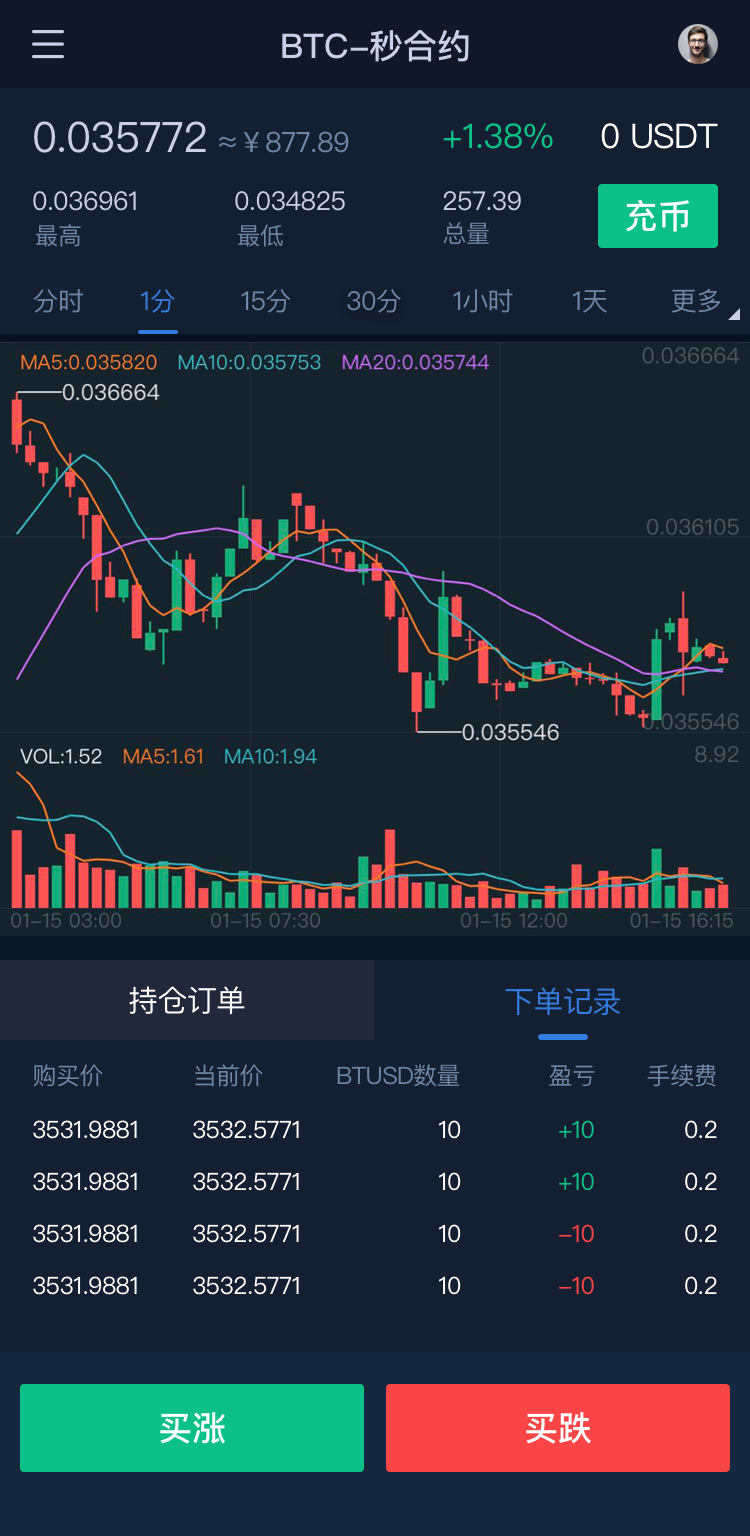 BTC–秒合约
0.035772 ≈ ¥ 877.89 +1.38% 0 USDT
0.036961 0.034825 257.39
最高 最低 总量 充币
分时 1分 15分 30分 1小时 1天 更多
MA5:0.035820 MA10:0.035753 MA20:0.035744 0.036664
0.036664
0.036105
0.035546
0.035546
VOL:1.52 MA5:1.61 MA10:1.94 8.92
01–15 03:00 01–15 07:30 01–15 12:00 01–15 16:15
持仓订单 下单记录
购买价 当前价 BTUSD数量 盈亏 手续费
3531.9881 3532.5771 10 +10 0.2
3531.9881 3532.5771 10 +10 0.2
3531.9881 3532.5771 10 –10 0.2
3531.9881 3532.5771 10 –10 0.2
买涨 买跌